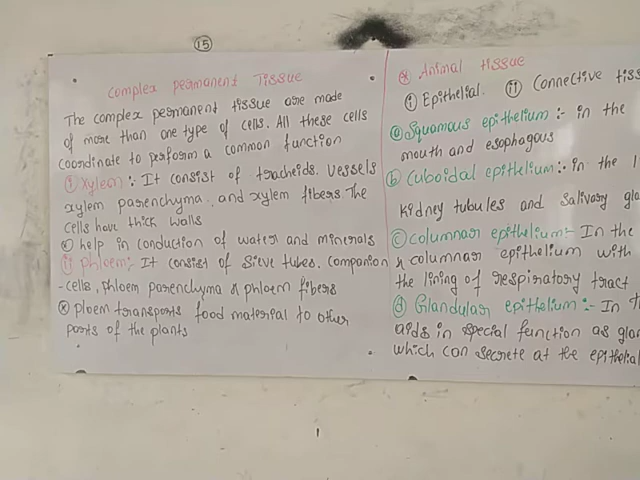 15
Complex permanent Tissue
The complex permanent tissue are made
of more than one type of cells. All these cells
coordinate to perform a common function
(i) Xylem :- It consist of tracheids. Vessels
xylem parenchyma, and xylem fibers. The
cells have thick walls
help in conduction of water and minerals
(ii) Phloem:- It consist of Sieve tubes. companion
- cells, Phloem parenchyma & phloem fibers
ploem transports food material to other
parts of the plants
Animal tissue
(i) Epithelial. (ii) Connective tiss
(a) Squamous epithelium :- in the
mouth and esophagous
(b) Cuboidal epithelium :- in the li
Kidney tubules and Salivary gla
(c) columnar epithelium :- In the
columnar epithelium with
the lining of respiratory tract
(d) Glandular epithelium :- In
aids in special function as glan
which can secrete at the epithelial